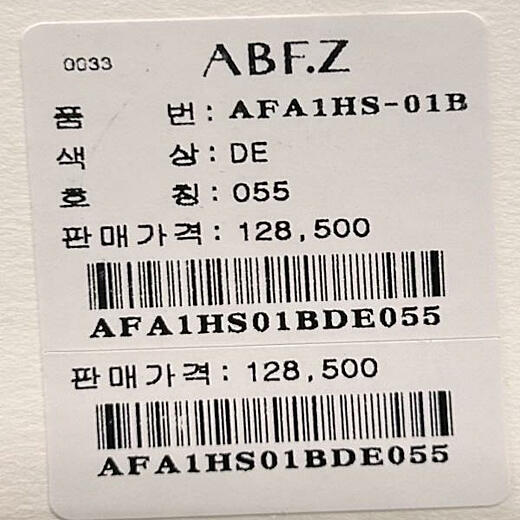 0033 ABF.Z
품 번: AFA1HS-01B
색 상: DE
호 칭: 055
판매가격: 128,500
AFA1HS01BDE055
판매가격: 128,500
AFA1HS01BDE055